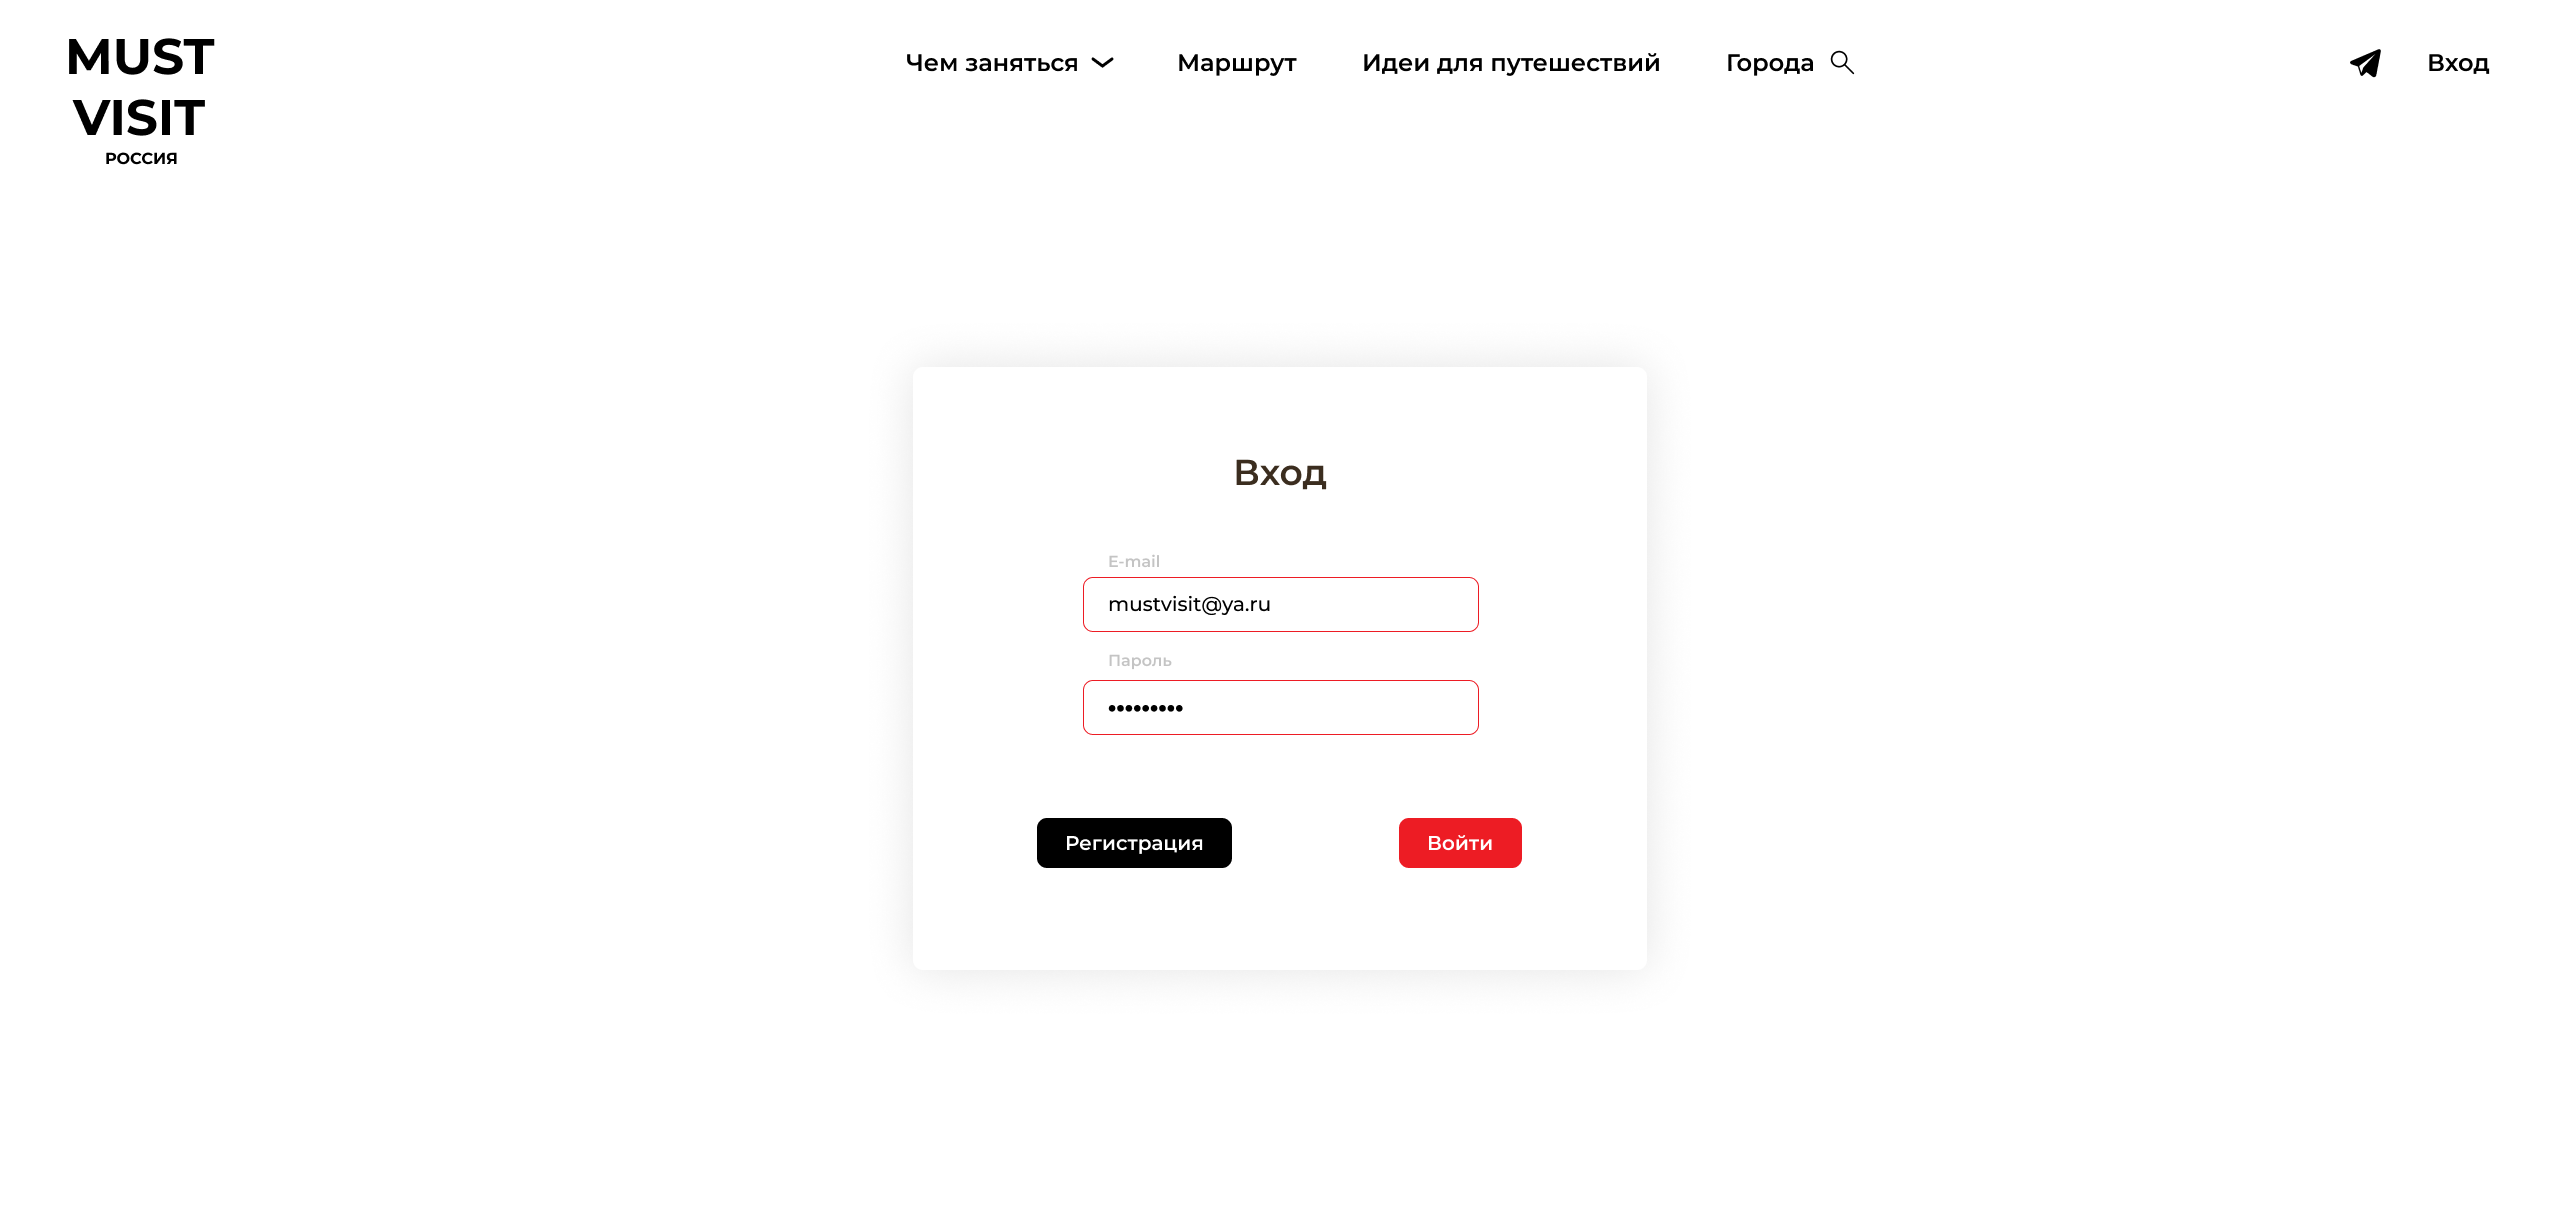 MUST
VISIT
РОССИЯ
Чем заняться
Маршрут
Идеи для путешествий
Города
Вход
Вход
E-mail
mustvisit@ya.ru
Пароль
•••••••••
Регистрация
Войти